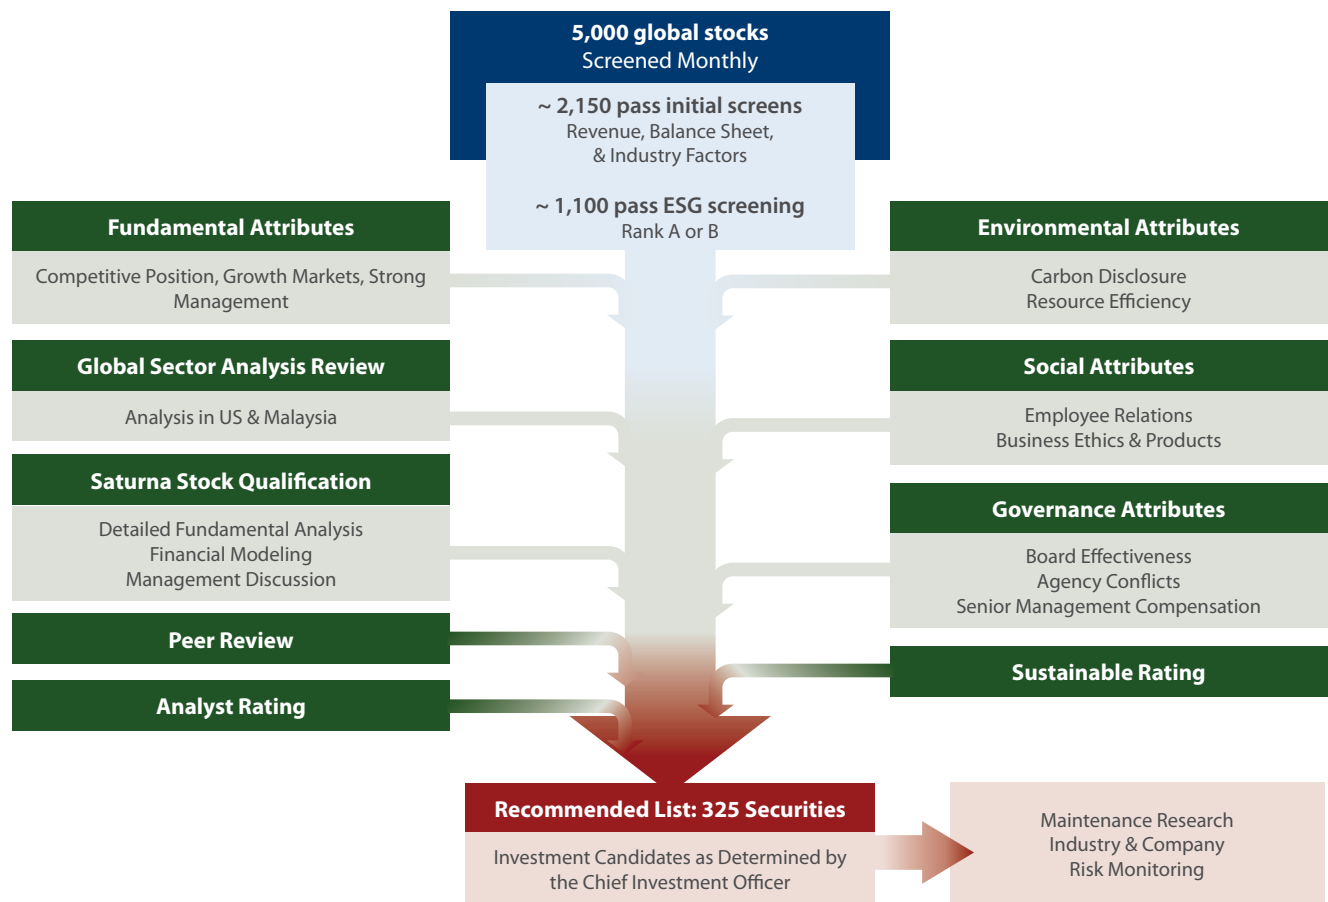 5,000 global stocks
Screened Monthly
~ 2,150 pass initial screens
Revenue, Balance Sheet,
& Industry Factors
~ 1,100 pass ESG screening
Rank A or B
Fundamental Attributes
Competitive Position, Growth Markets, Strong
Management
Global Sector Analysis Review
Analysis in US & Malaysia
Saturna Stock Qualification
Detailed Fundamental Analysis
Financial Modeling
Management Discussion
Peer Review
Analyst Rating
Environmental Attributes
Carbon Disclosure
Resource Efficiency
Social Attributes
Employee Relations
Business Ethics & Products
Governance Attributes
Board Effectiveness
Agency Conflicts
Senior Management Compensation
Sustainable Rating
Recommended List: 325 Securities
Investment Candidates as Determined by
the Chief Investment Officer
Maintenance Research
Industry & Company
Risk Monitoring